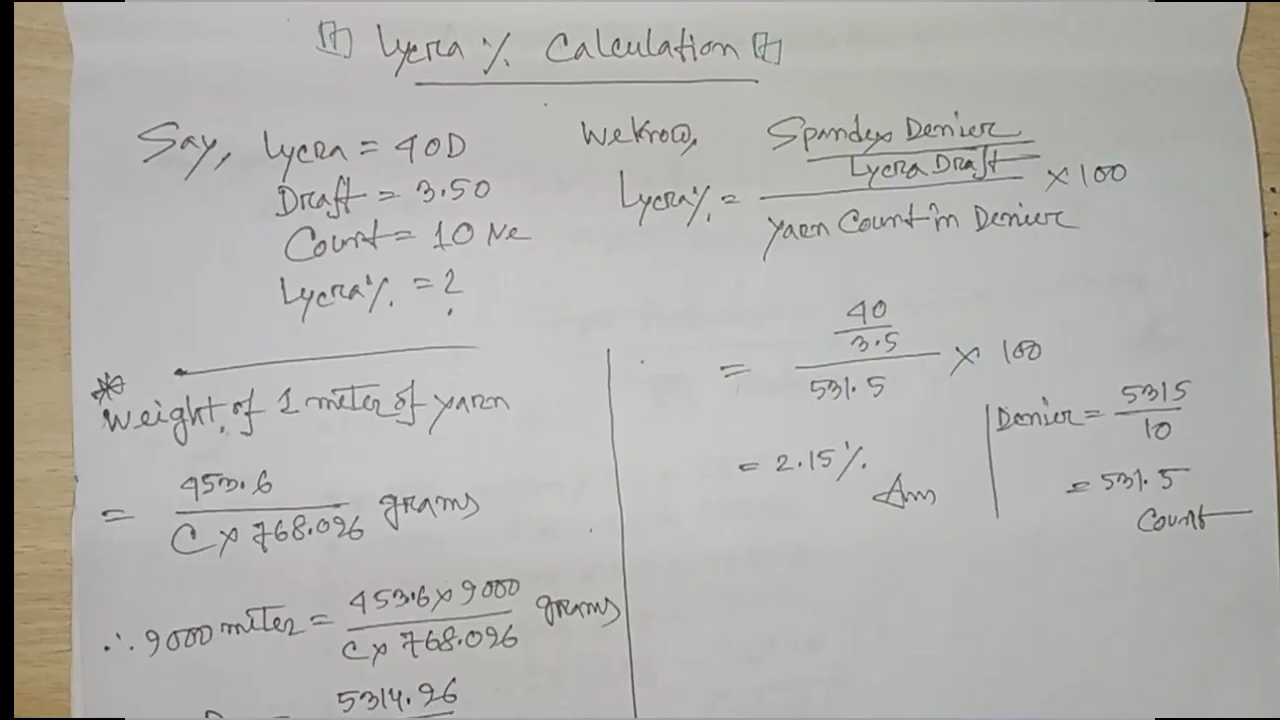 Lycra % Calculation
Say, Lycra = 40D
Draft = 3.50
Count = 10 Ne
Lycra % = ?
We Know,
Lycra % = Spandex Denier / Lycra Draft / Yarn Count in Denier × 100
= 40 / 3.5 / 531.5 × 100
= 2.15 %
Ans
Denier = 5315 / 10
= 531.5
Count
* Weight of 1 meter of yarn
= 453.6 / C × 768.096 grams
∴ 9000 miter = 453.6 × 9000 / C × 768.096 grams
5314.96